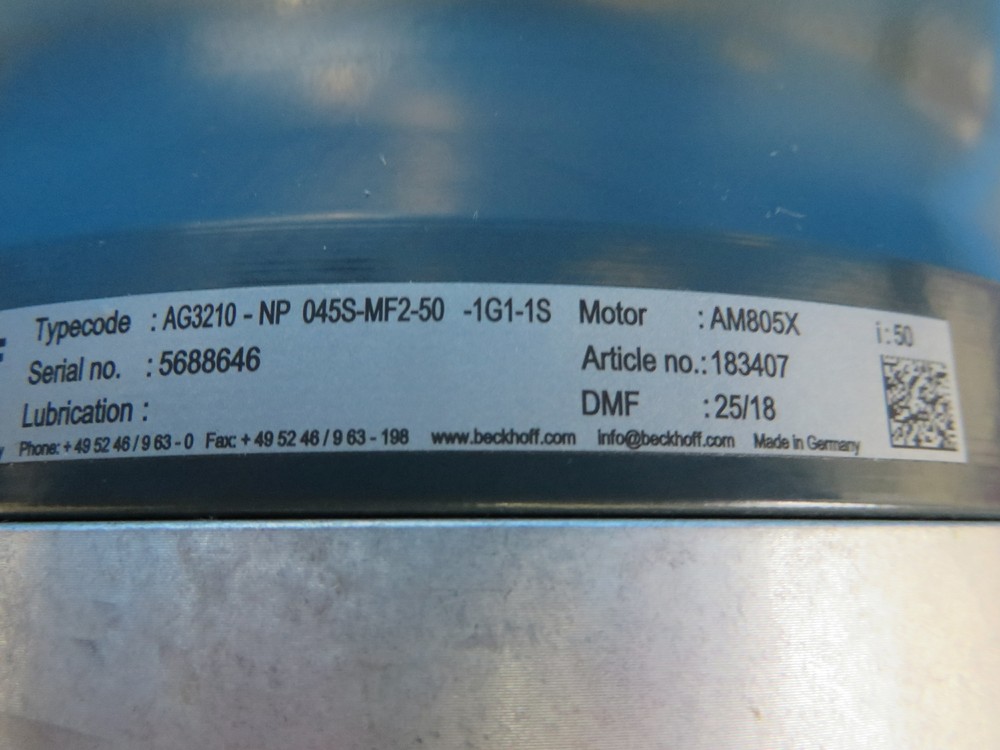 Typecode : AG3210 - NP 045S-MF2-50 -1G1-1S Motor : AM805X i : 50
Serial no. : 5688646 Article no.: 183407
Lubrication : DMF : 25/18
Phone: + 49 52 46 / 9 63 - 0 Fax: + 49 52 46 / 9 63 - 198 www.beckhoff.com info@beckhoff.com Made in Germany